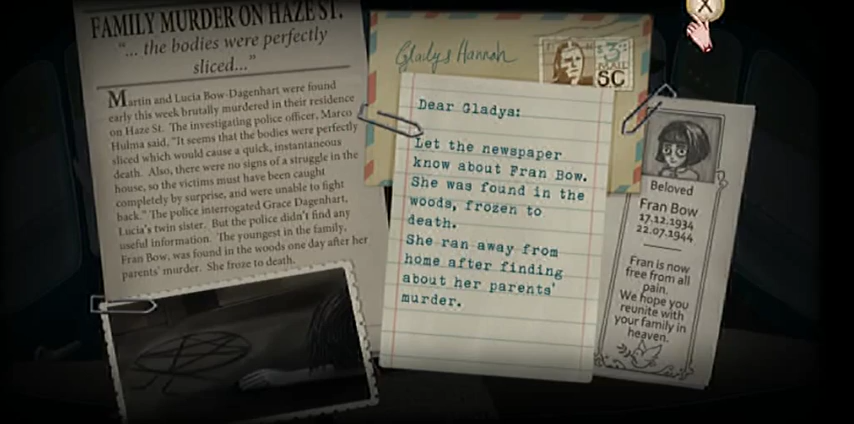 FAMILY MURDER ON HAZE ST.
"... the bodies were perfectly
sliced..."
Martin and Lucia Bow-Dagenhart were found
early this week brutally murdered in their residence
on Haze St. The investigating police officer, Marco
Hulma said, "It seems that the bodies were perfectly
sliced which would cause a quick, instantaneous
death. Also, there were no signs of a struggle in the
house, so the victims must have been caught
completely by surprise, and were unable to fight
back." The police interrogated Grace Dagenhart,
Lucia's twin sister. But the police didn't find any
useful information. The youngest in the family,
Fran Bow, was found in the woods one day after her
parents' murder. She froze to death.
Gladys Hannah
3
MAIL
SC
Dear Gladya:
Let the newspaper
know about Fran Bow.
She was found in the
woods, frozen to
death.
She ran away from
home after finding
about her parents'
murder.
Beloved
Fran Bow
17.12.1934
22.07.1944
Fran is now
free from all
pain.
We hope you
reunite with
your family in
heaven.
X